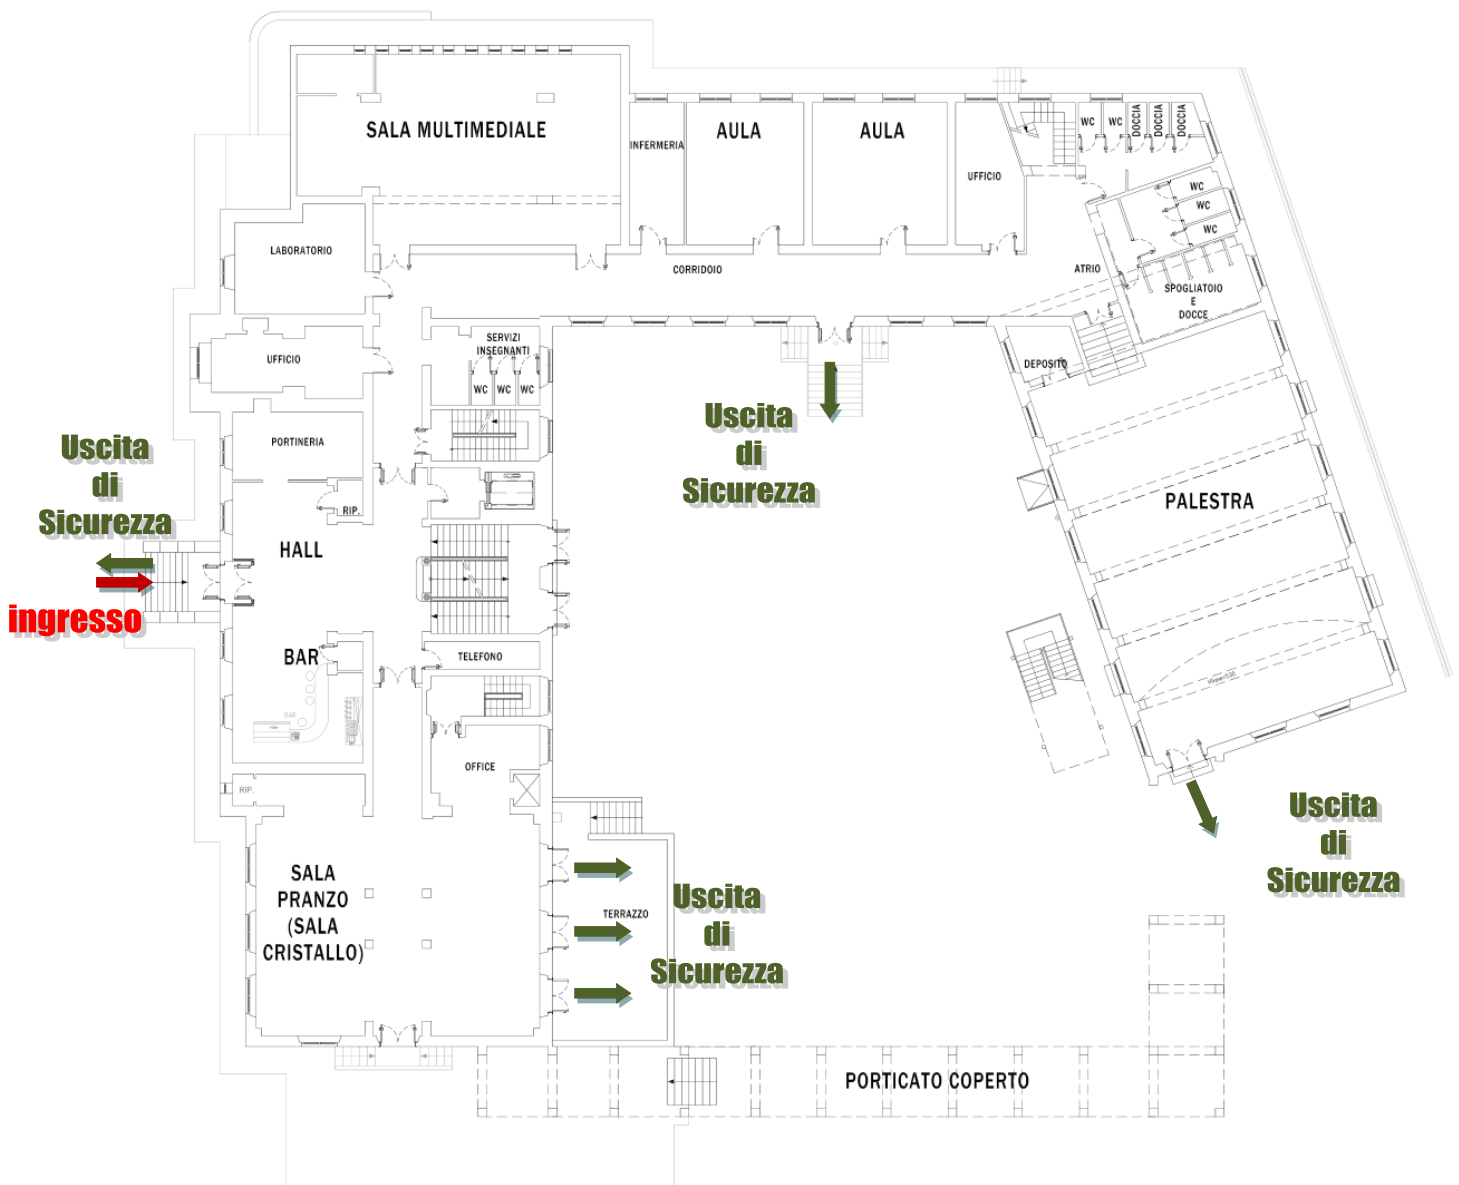 SALA MULTIMEDIALE
INFERMERIA
AULA
AULA
UFFICIO
WC
WC
DOCCIA
DOCCIA
DOCCIA
WC
WC
WC
LABORATORIO
CORRIDOIO
ATRIO
SPOGLIATOIO
E
DOCCE
UFFICIO
SERVIZI
INSEGNANTI
WC
WC
WC
DEPOSITO
Uscita
di
Sicurezza
Uscita
di
Sicurezza
PORTINERIA
RIP.
HALL
PALESTRA
ingresso
BAR
TELEFONO
BAR
OFFICE
RIP.
Uscita
di
Sicurezza
SALA
PRANZO
(SALA
CRISTALLO)
TERRAZZO
Uscita
di
Sicurezza
PORTICATO COPERTO